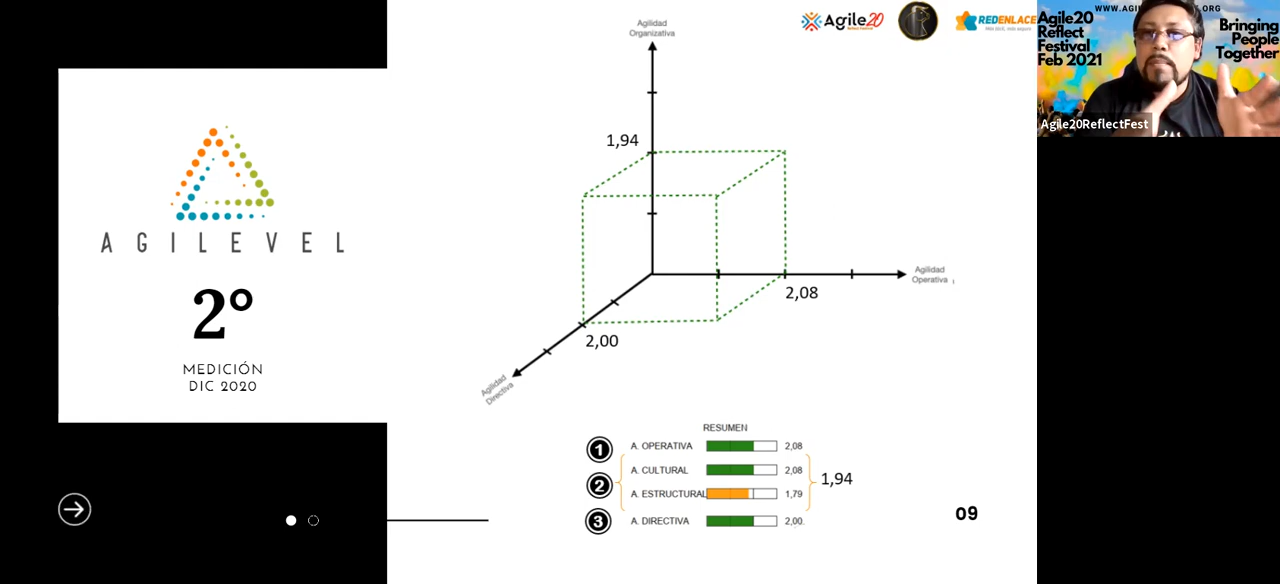 AGILEVEL
2°
MEDICIÓN
DIC 2020
Agilidad
Organizativa
1,94
2,08
2,00
Agilidad
Operativa
Agilidad
Directiva
RESUMEN
1 A. OPERATIVA 2,08
2 A. CULTURAL 2,08
A. ESTRUCTURAL 1,79
1,94
3 A. DIRECTIVA 2,00
09
Agile20
Reflect Festival
REDENLACE
Agile20
Reflect
Festival
Feb 2021
Bringing
People
Together
Agile20ReflectFest